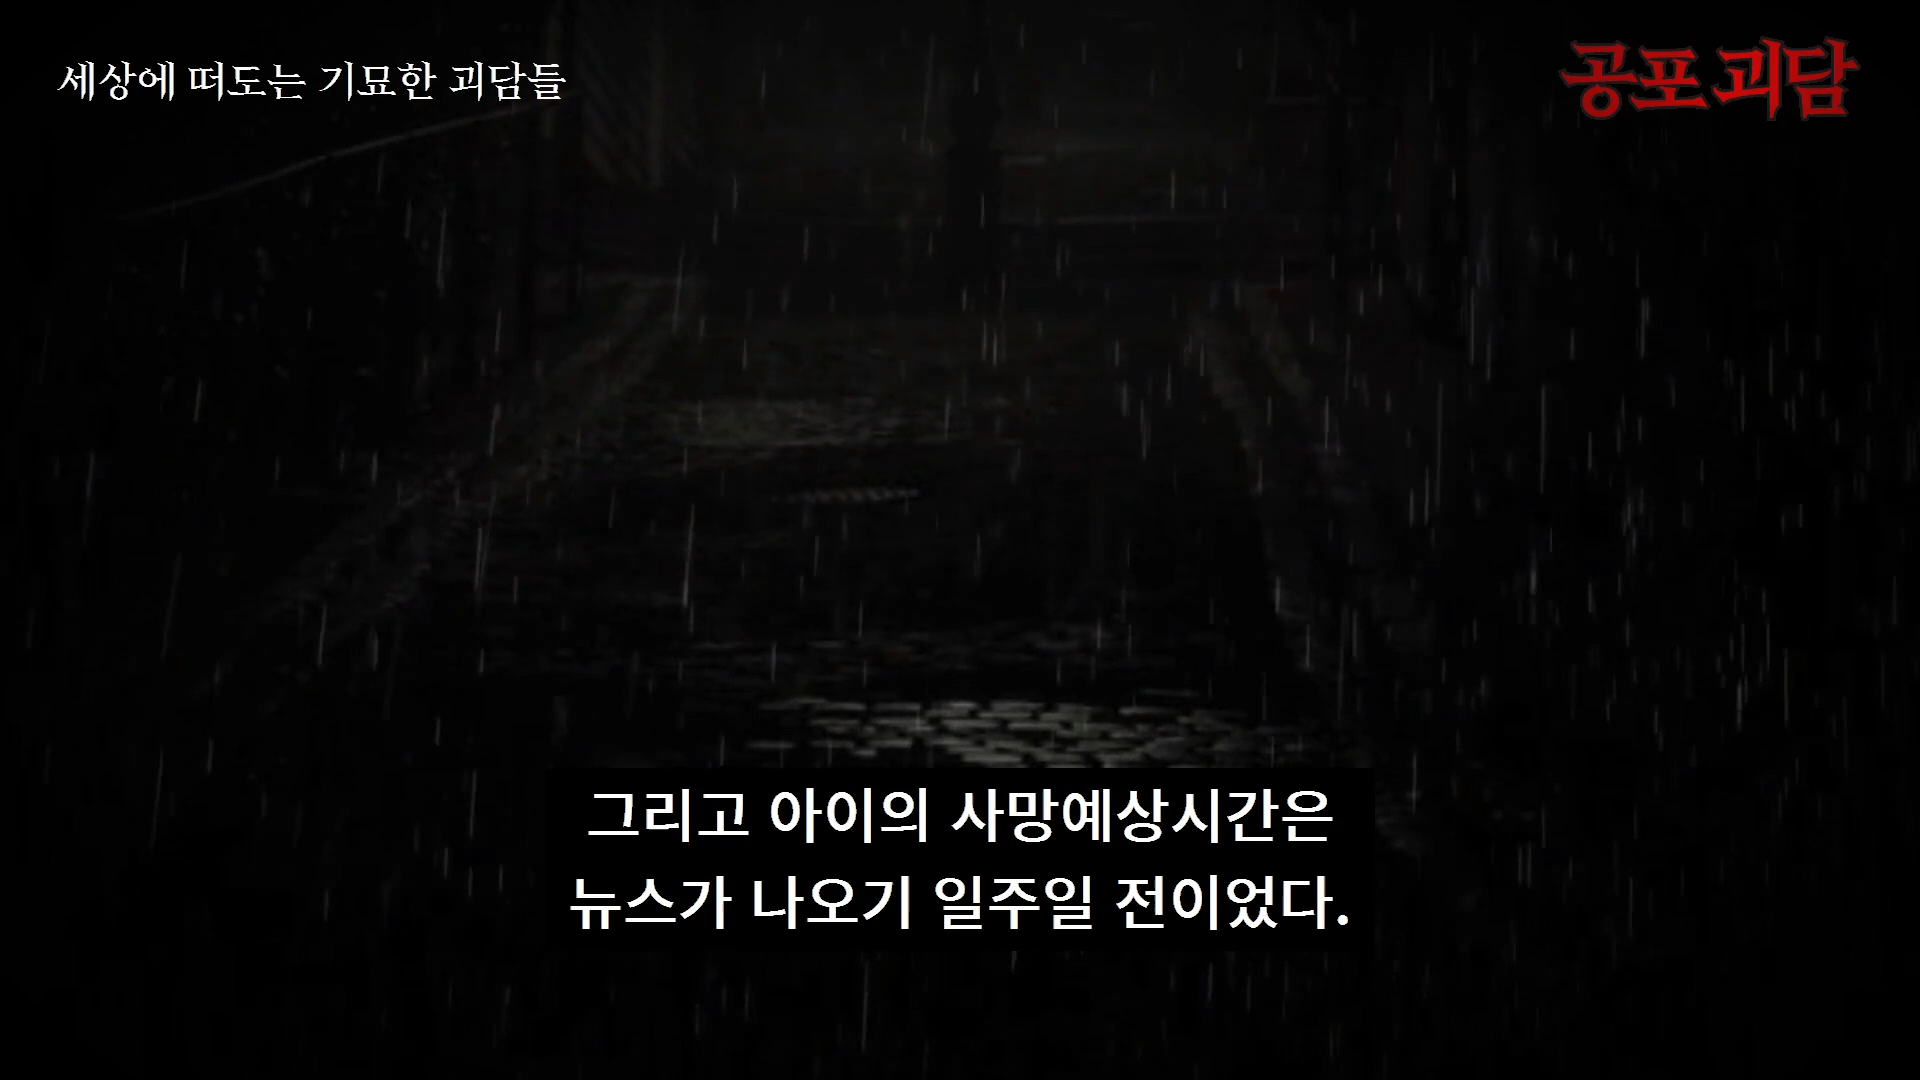 세상에 떠도는 기묘한 괴담들
공포괴담
그리고 아이의 사망예상시간은
뉴스가 나오기 일주일 전이었다.